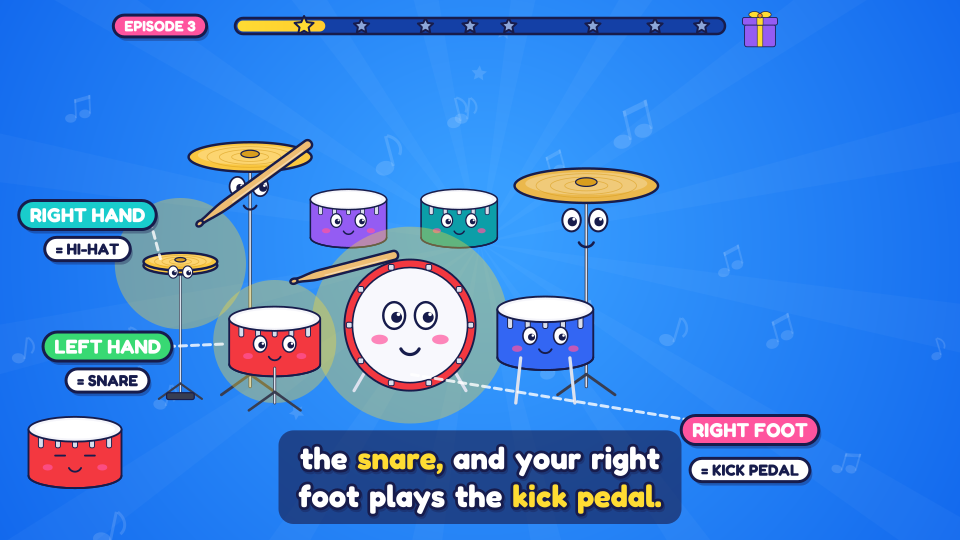 EPISODE 3
RIGHT HAND
= HI-HAT
LEFT HAND
= SNARE
RIGHT FOOT
= KICK PEDAL
the snare, and your right
foot plays the kick pedal.